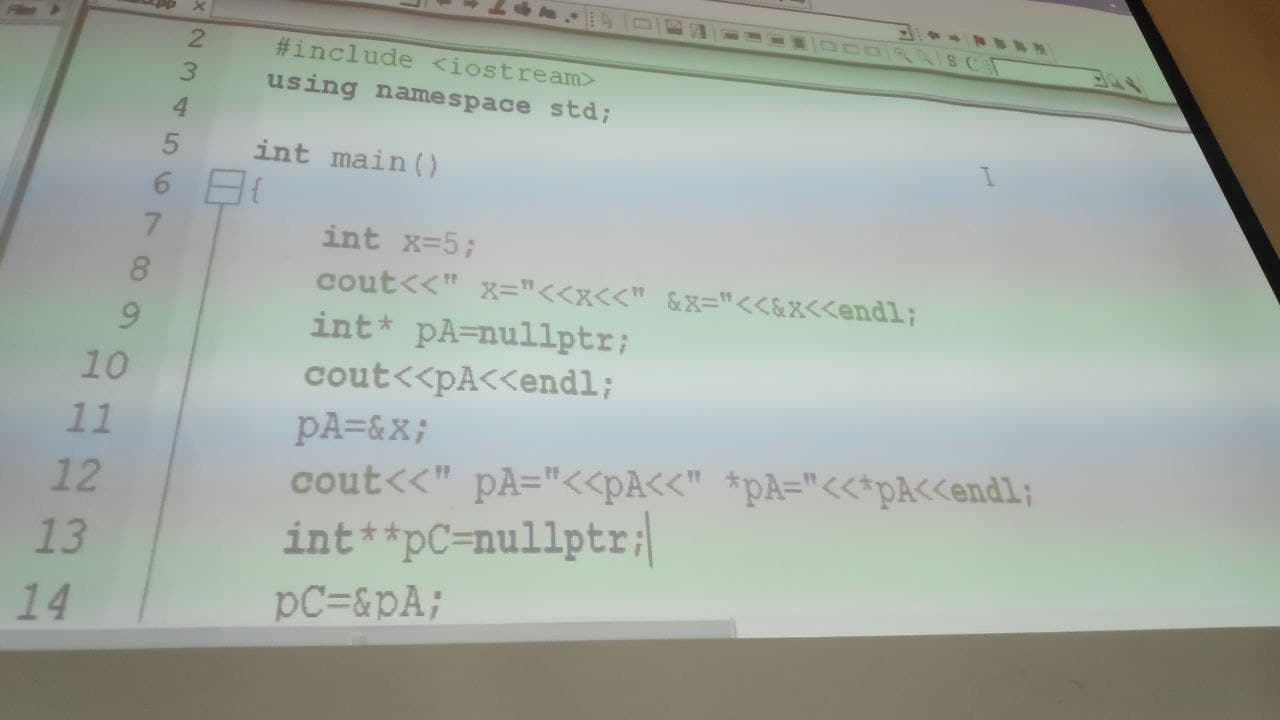 Files
.cpp ×
S C
2 #include <iostream>
3 using namespace std;
4
5 int main()
6 {
7 int x=5;
8 cout<<" x="<<x<<" &x="<<&x<<endl;
9 int* pA=nullptr;
10 cout<<pA<<endl;
11 pA=&x;
12 cout<<" pA="<<pA<<" *pA="<<*pA<<endl;
13 int**pC=nullptr;
14 pC=&pA;